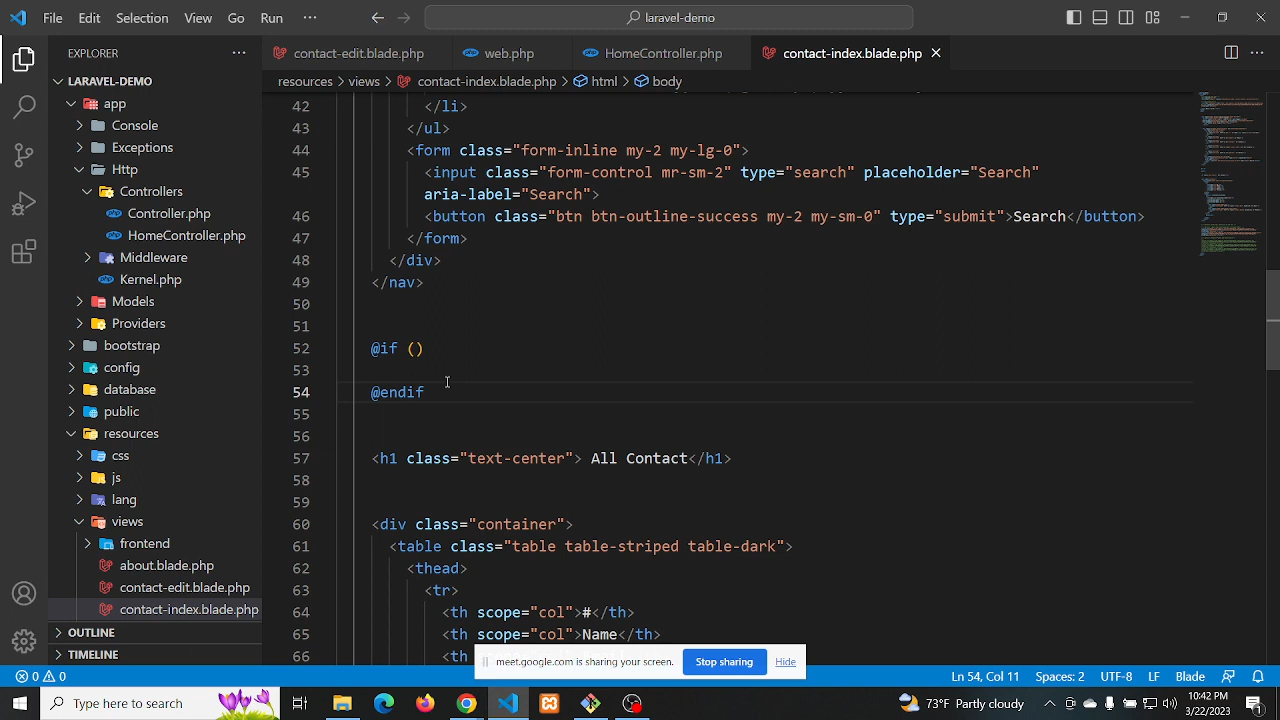 File Edit Selection View Go Run ··· laravel-demo
EXPLORER ···
LARAVEL-DEMO
app
Console
Exceptions
Http
Controllers
Controller.php
HomeController.php
Middleware
Kernel.php
Models
Providers
bootstrap
config
database
public
resources
css
js
lang
views
frontend
about.blade.php
contact-edit.blade.php
contact-index.blade.php
OUTLINE
TIMELINE
contact-edit.blade.php web.php HomeController.php contact-index.blade.php
resources > views > contact-index.blade.php > html > body
42 </li>
43 </ul>
44 <form class="form-inline my-2 my-lg-0">
45 <input class="form-control mr-sm-2" type="search" placeholder="Search"
aria-label="Search">
46 <button class="btn btn-outline-success my-2 my-sm-0" type="submit">Search</button>
47 </form>
48 </div>
49 </nav>
50
51
52 @if ()
53
54 @endif
55
56
57 <h1 class="text-center"> All Contact</h1>
58
59
60 <div class="container">
61 <table class="table table-striped table-dark">
62 <thead>
63 <tr>
64 <th scope="col">#</th>
65 <th scope="col">Name</th>
66 <th
meet.google.com is sharing your screen. Stop sharing Hide
0 0 Ln 54, Col 11 Spaces: 2 UTF-8 LF Blade
Type here to search 73°F Partly cloudy 10:42 PM
3/22/2023